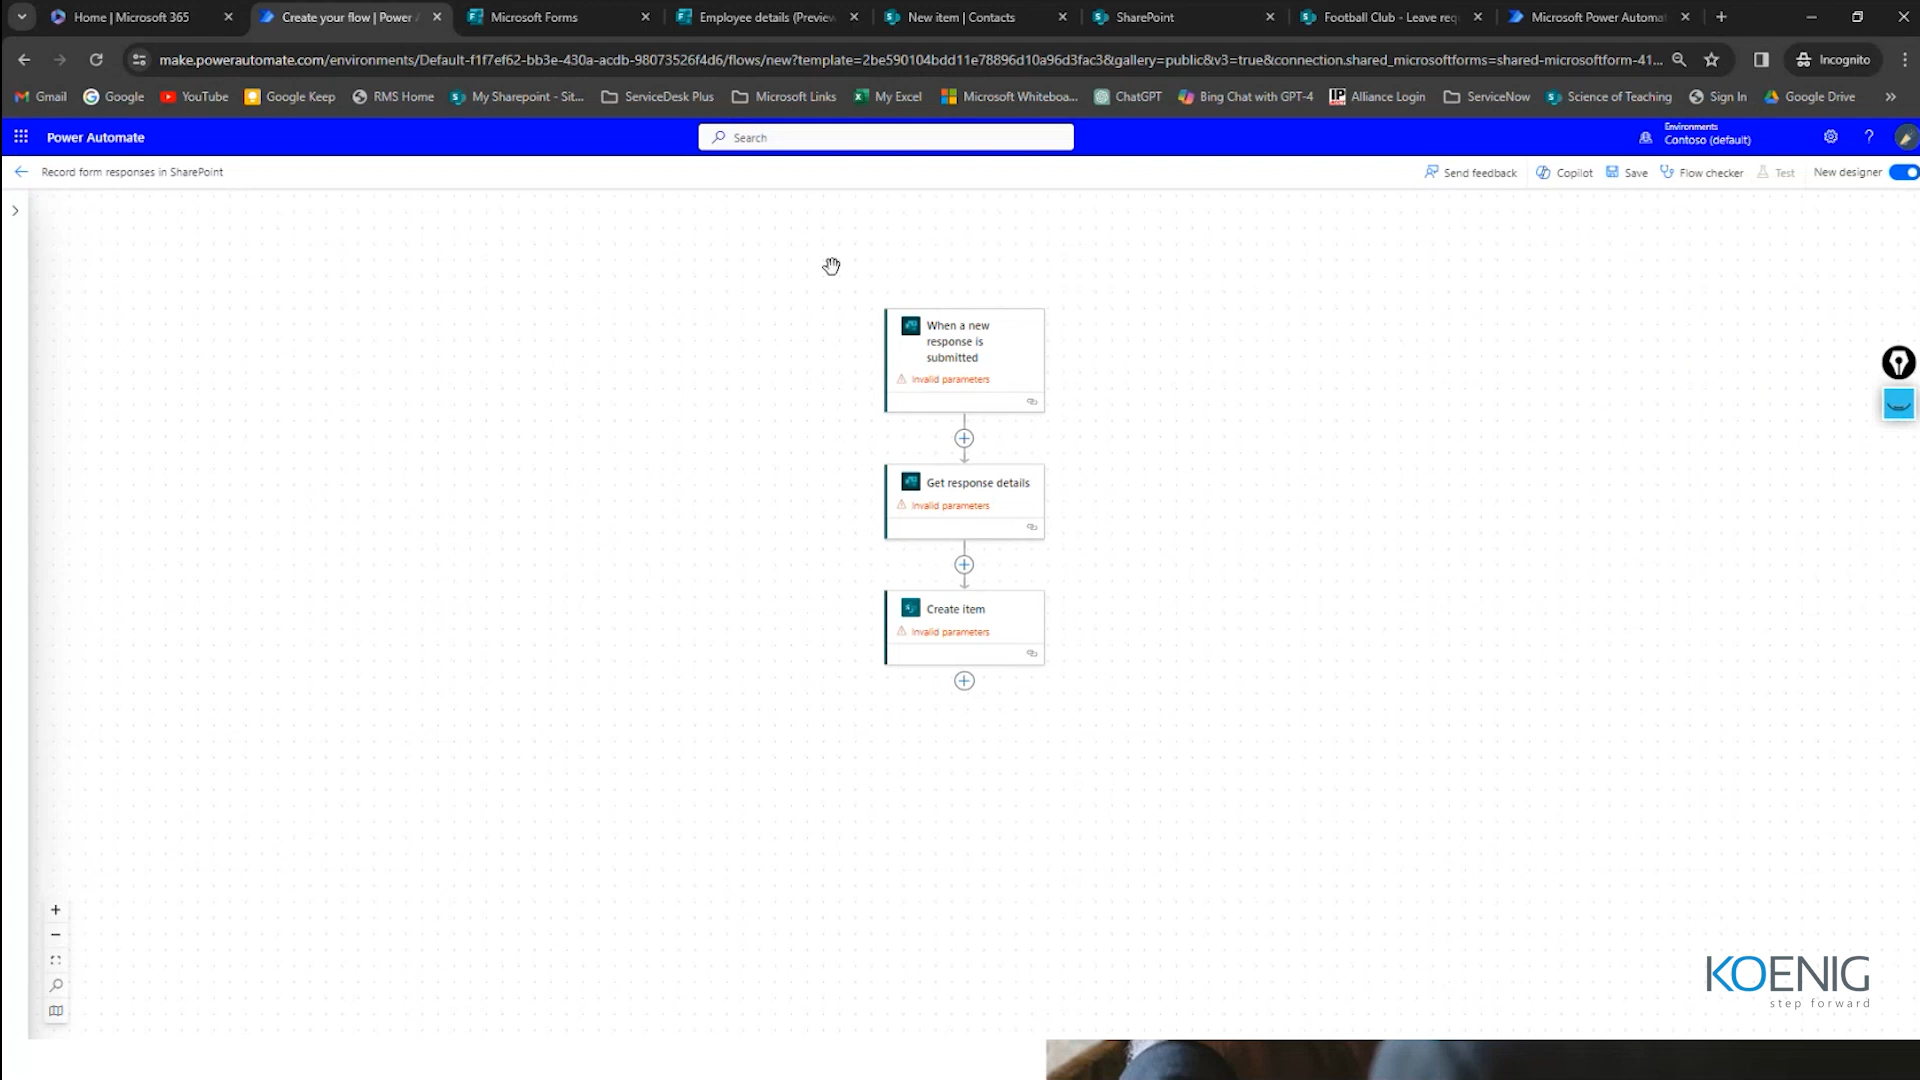 Home | Microsoft 365
Create your flow | Power A
Microsoft Forms
Employee details (Preview
New item | Contacts
SharePoint
Football Club - Leave requ
Microsoft Power Automat
make.powerautomate.com/environments/Default-f1f7ef62-bb3e-430a-acdb-98073526f4d6/flows/new?template=2be590104bdd11e78896d10a96d3fac3&gallery=public&v3=true&connection.shared_microsoftforms=shared-microsoftform-41...
Incognito
Gmail
Google
YouTube
Google Keep
RMS Home
My Sharepoint - Sit...
ServiceDesk Plus
Microsoft Links
My Excel
Microsoft Whiteboa...
ChatGPT
Bing Chat with GPT-4
Alliance Login
ServiceNow
Science of Teaching
Sign In
Google Drive
Power Automate
Search
Environments
Contoso (default)
Record form responses in SharePoint
Send feedback
Copilot
Save
Flow checker
Test
New designer
When a new
response is
submitted
Invalid parameters
Get response details
Invalid parameters
Create item
Invalid parameters
KOENIG
step forward